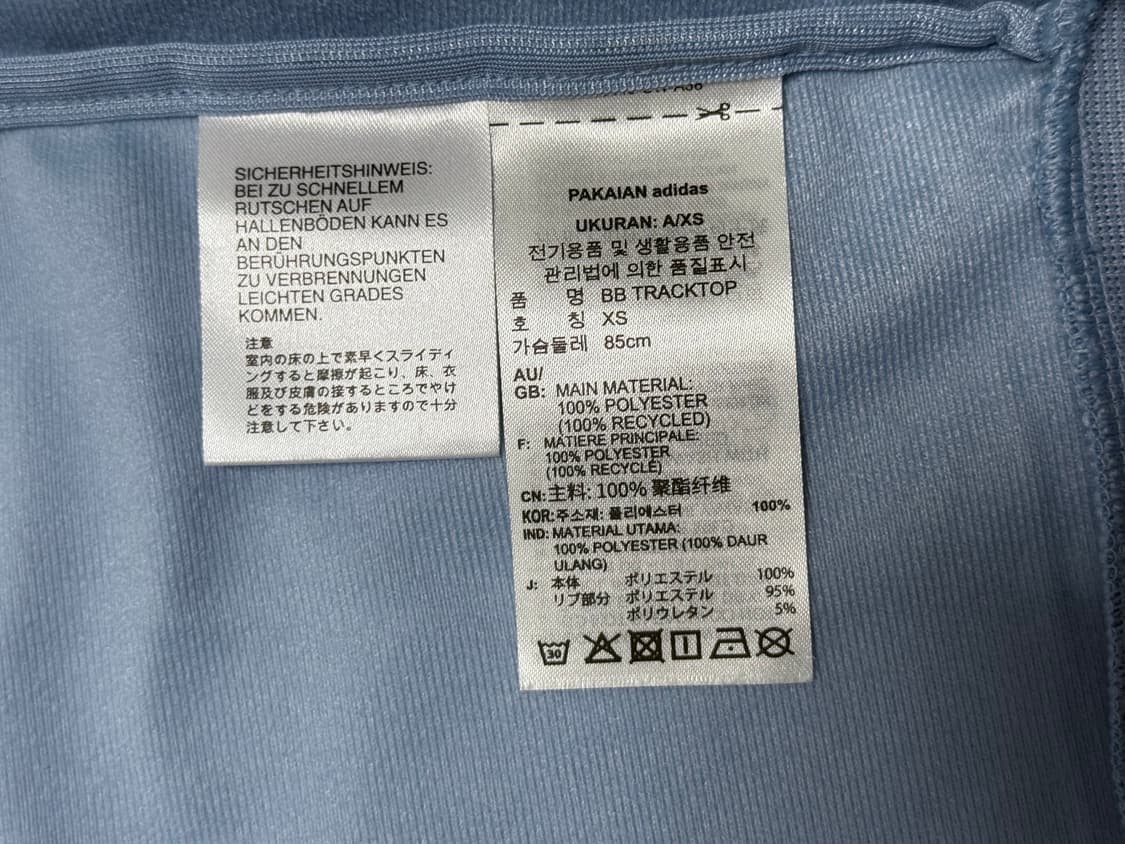 SICHERHEITSHINWEIS:
BEI ZU SCHNELLEM
RUTSCHEN AUF
HALLENBÖDEN KANN ES
AN DEN
BERÜHRUNGSPUNKTEN
ZU VERBRENNUNGEN
LEICHTEN GRADES
KOMMEN.
注意
室内の床の上で素早くスライディ
ングすると摩擦が起こり、床、衣
服及び皮膚の接するところでやけ
どをする危険がありますので十分
注意して下さい。
PAKAIAN adidas
UKURAN: A/XS
전기용품 및 생활용품 안전
관리법에 의한 품질표시
품 명 BB TRACKTOP
호 칭 XS
가슴둘레 85cm
AU/
GB: MAIN MATERIAL:
100% POLYESTER
(100% RECYCLED)
F: MATIERE PRINCIPALE:
100% POLYESTER
(100% RECYCLÉ)
CN: 主料: 100% 聚酯纤维
KOR: 주소재: 폴리에스터 100%
IND: MATERIAL UTAMA:
100% POLYESTER (100% DAUR
ULANG)
J: 本体 ポリエステル 100%
リブ部分 ポリエステル 95%
ポリウレタン 5%
30